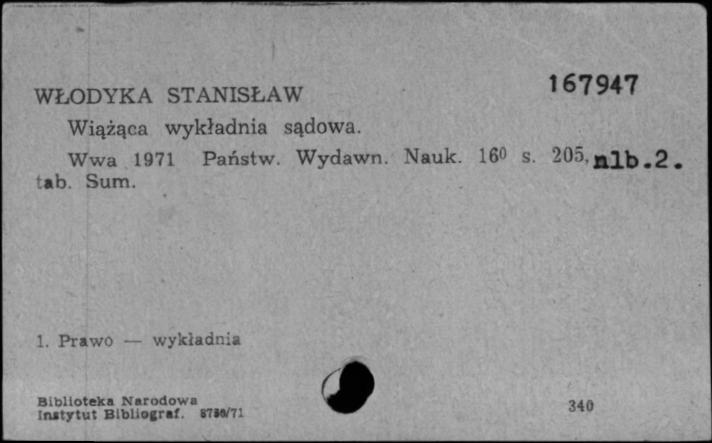 167947
WŁODYKA STANISŁAW
Wiążąca wykładnia sądowa.
Wwa 1971 Państw. Wydawn. Nauk. 16⁰ s. 205, nlb.2.
tab. Sum.
1. Prawo — wykładnia
Biblioteka Narodowa
Instytut Bibliograf. 8786/71
340